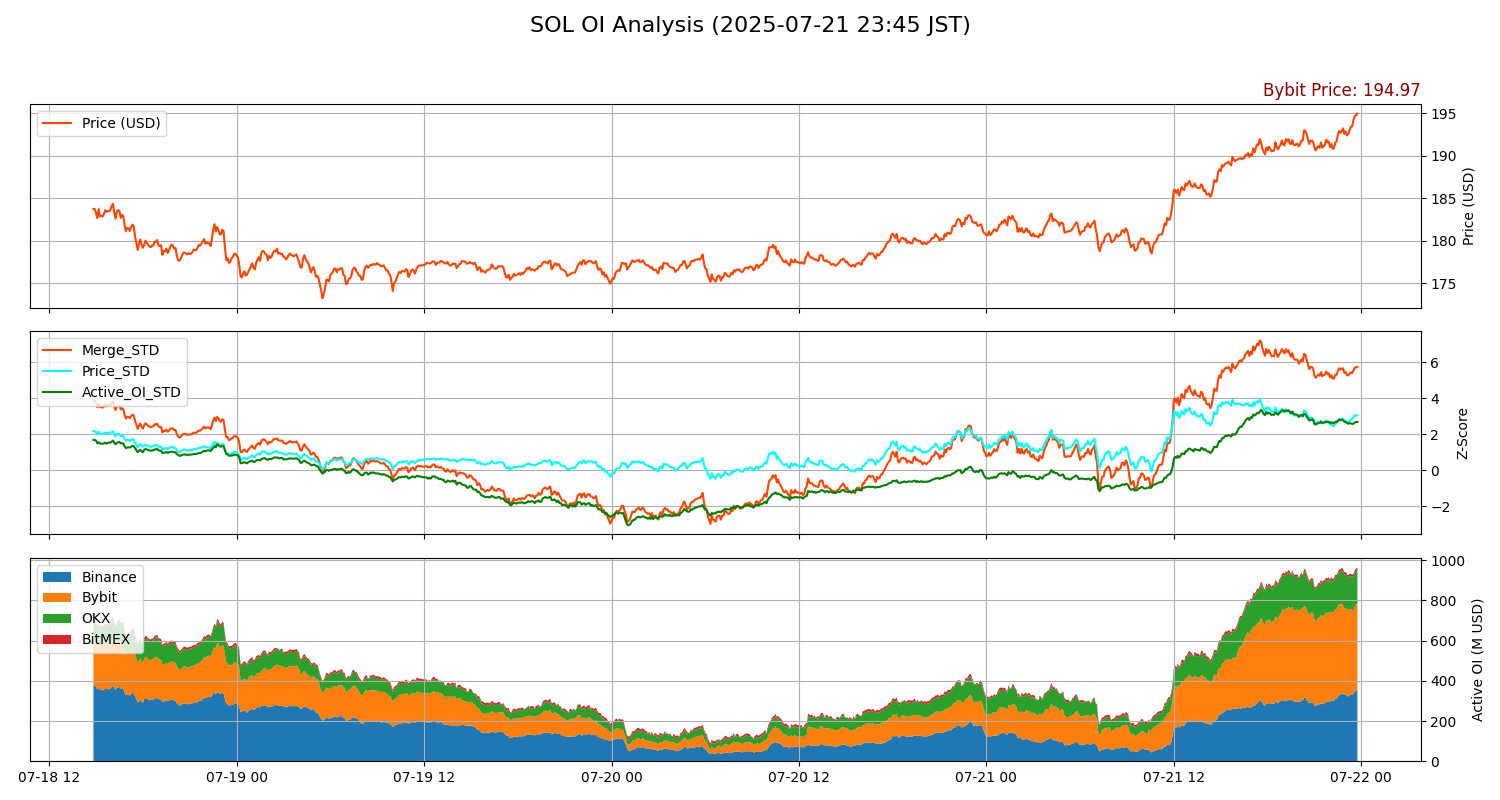 SOL OI Analysis (2025-07-21 23:45 JST)
Bybit Price: 194.97
Price (USD)
195
190
185
180
175
Price (USD)
Merge_STD
Price_STD
Active_OI_STD
6
4
2
0
−2
Z-Score
Binance
Bybit
OKX
BitMEX
1000
800
600
400
200
0
Active OI (M USD)
07-18 12
07-19 00
07-19 12
07-20 00
07-20 12
07-21 00
07-21 12
07-22 00